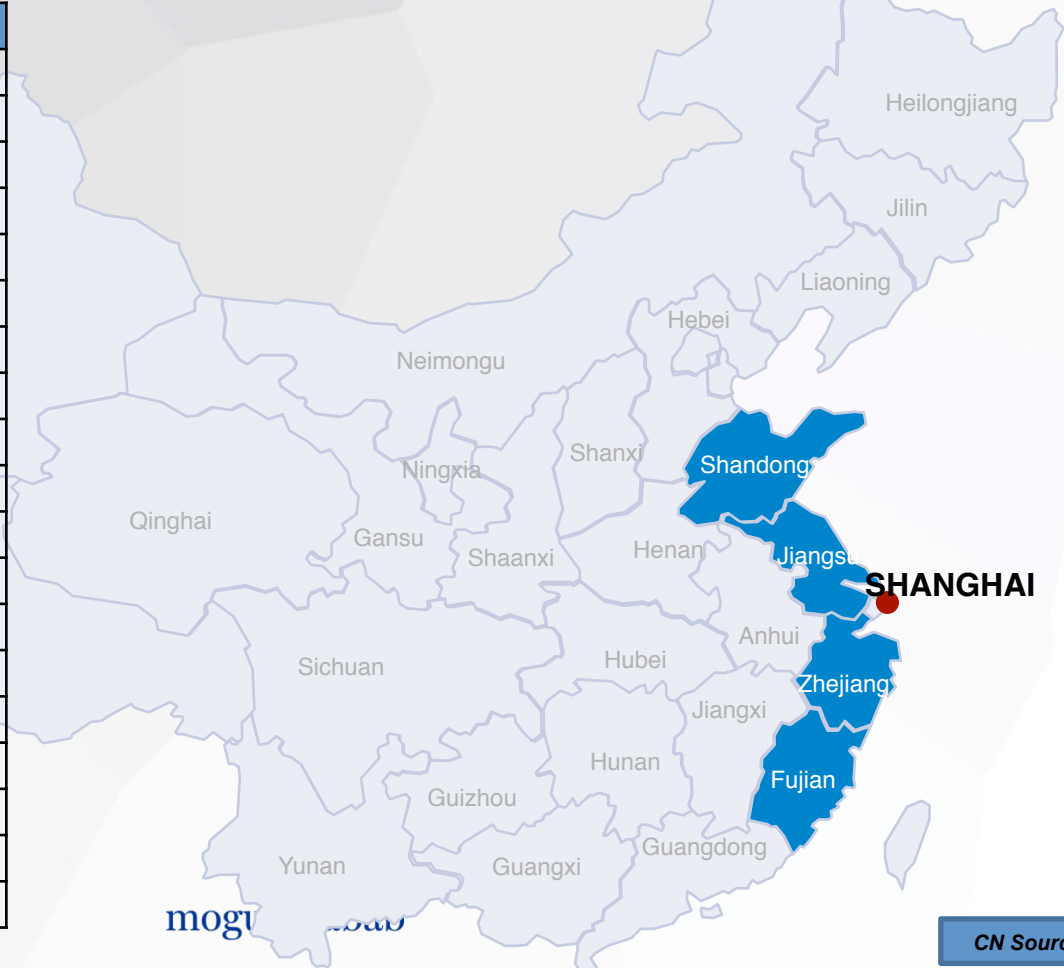 Heilongjiang
Jilin
Liaoning
Hebei
Neimongu
Shanxi
Shandong
Ningxia
Qinghai
Gansu
Shaanxi
Henan
Jiangsu
SHANGHAI
Anhui
Sichuan
Hubei
Zhejiang
Jiangxi
Hunan
Fujian
Guizhou
Guangdong
Yunan
Guangxi
CN